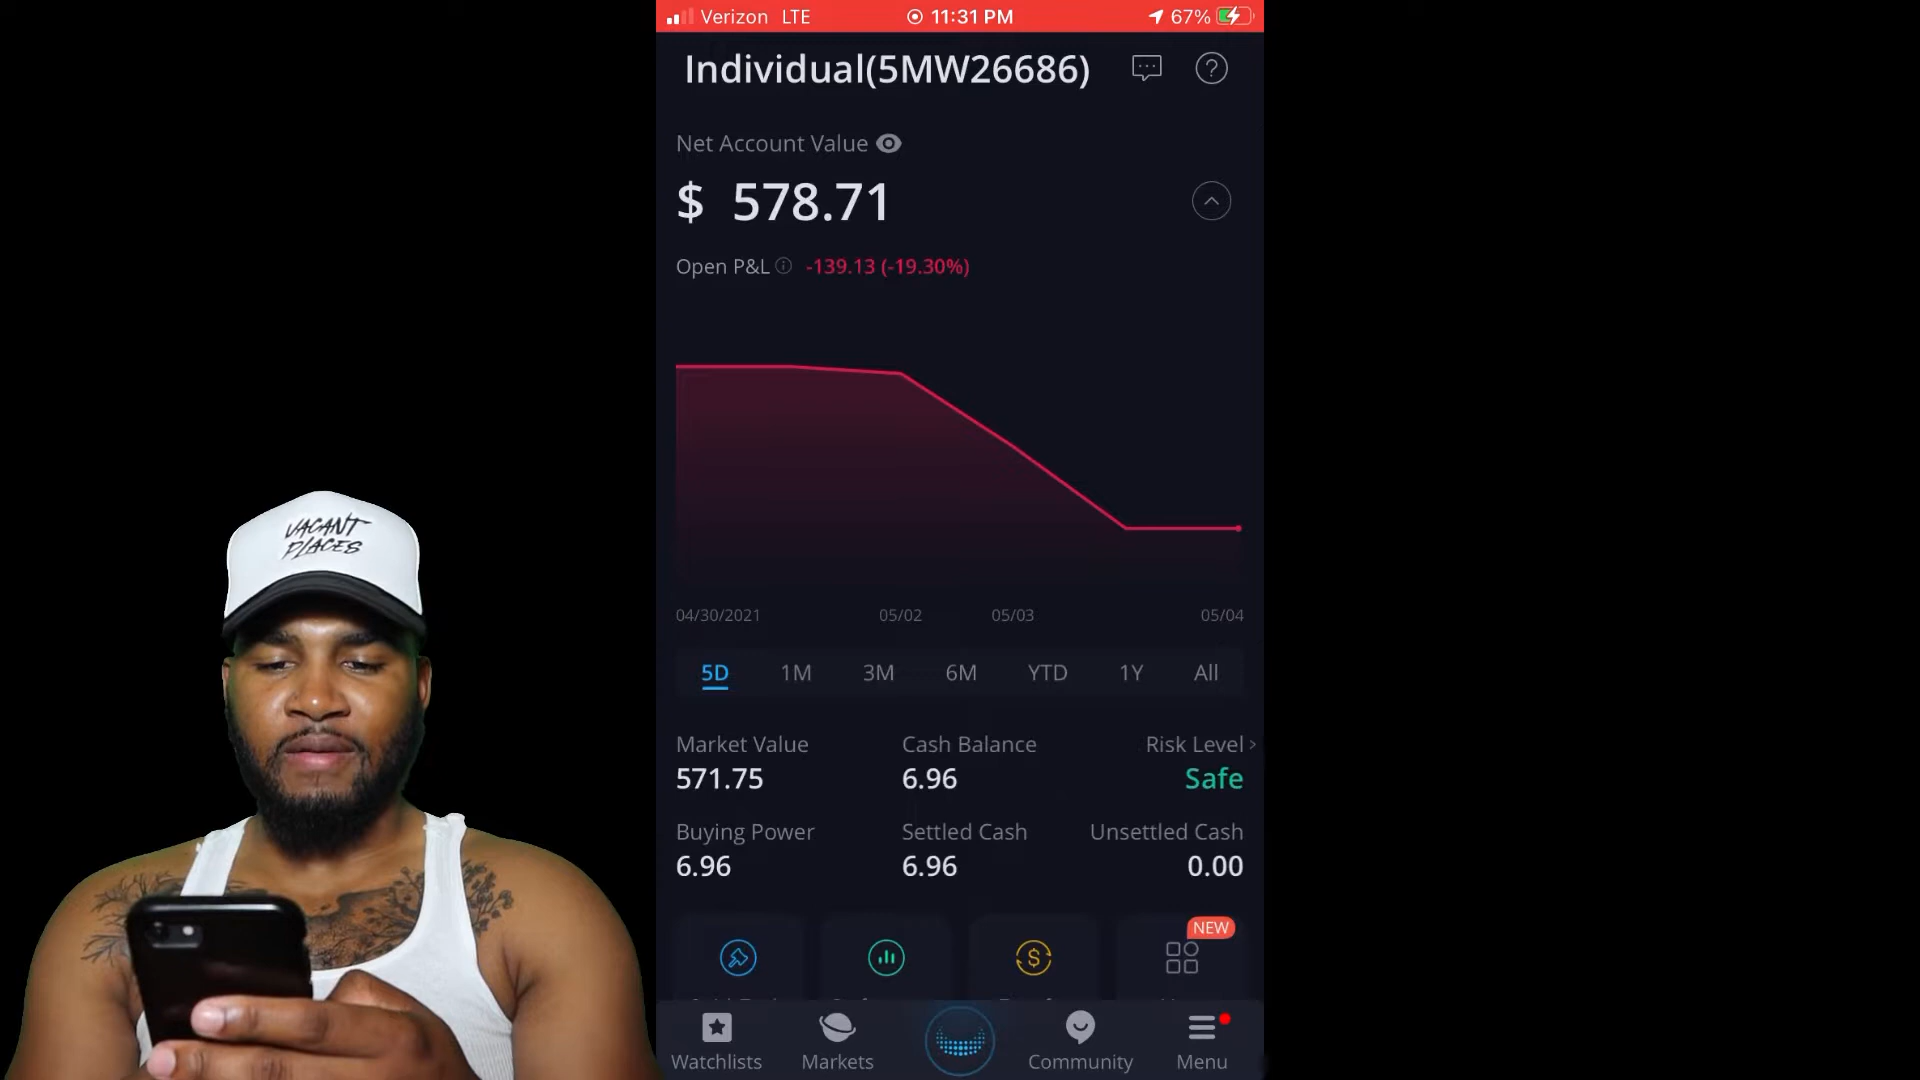 Verizon LTE 11:31 PM 67%
Individual(5MW26686)
Net Account Value
$ 578.71
Open P&L -139.13 (-19.30%)
04/30/2021 05/02 05/03 05/04
5D 1M 3M 6M YTD 1Y All
Market Value Cash Balance Risk Level
571.75 6.96 Safe
Buying Power Settled Cash Unsettled Cash
6.96 6.96 0.00
NEW
Watchlists Markets Community Menu
VACANT
PLACES